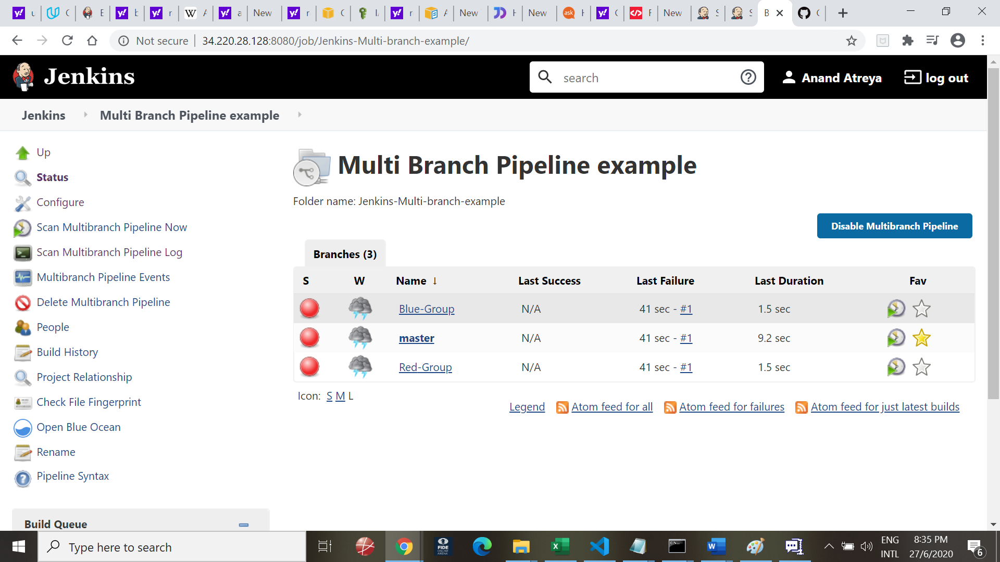 New
New
New
New
Not secure
34.220.28.128:8080/job/Jenkins-Multi-branch-example/
Jenkins
search
Anand Atreya
log out
Jenkins
Multi Branch Pipeline example
Up
Status
Configure
Scan Multibranch Pipeline Now
Scan Multibranch Pipeline Log
Multibranch Pipeline Events
Delete Multibranch Pipeline
People
Build History
Project Relationship
Check File Fingerprint
Open Blue Ocean
Rename
Pipeline Syntax
Build Queue
Multi Branch Pipeline example
Folder name: Jenkins-Multi-branch-example
Disable Multibranch Pipeline
Branches (3)
S W Name ↓ Last Success Last Failure Last Duration Fav
Blue-Group N/A 41 sec - #1 1.5 sec
master N/A 41 sec - #1 9.2 sec
Red-Group N/A 41 sec - #1 1.5 sec
Icon: S M L
Legend Atom feed for all Atom feed for failures Atom feed for just latest builds
Type here to search
FIDE
ONLINE
ARENA
ENG
INTL
8:35 PM
27/6/2020
6